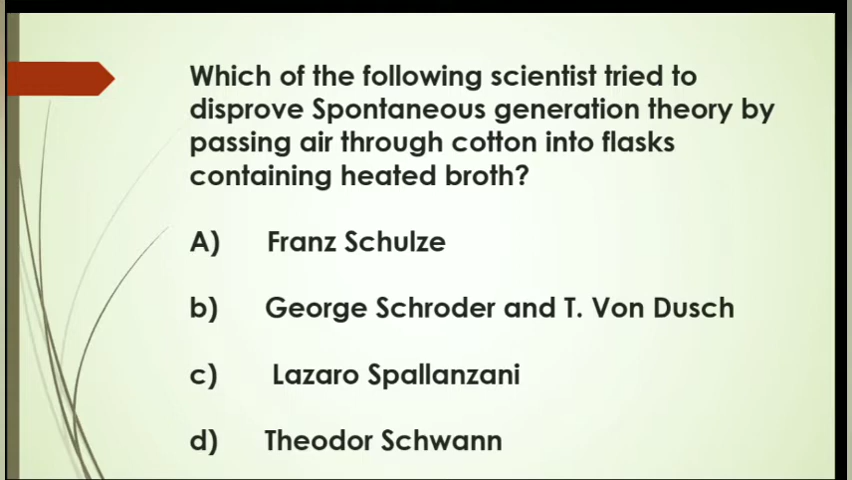 Which of the following scientist tried to
disprove Spontaneous generation theory by
passing air through cotton into flasks
containing heated broth?
A) Franz Schulze
b) George Schroder and T. Von Dusch
c) Lazaro Spallanzani
d) Theodor Schwann